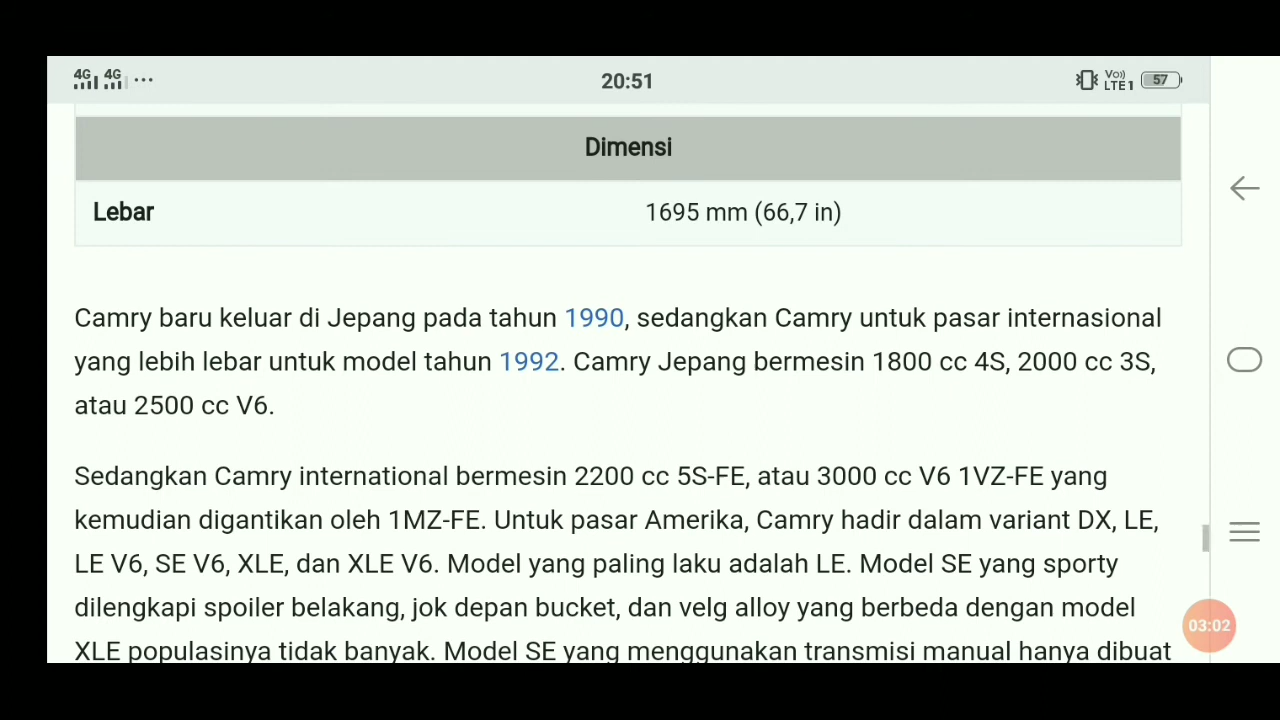 4G 4G ... 20:51 Vo)) LTE 1 57
Dimensi
Lebar 1695 mm (66,7 in)
Camry baru keluar di Jepang pada tahun 1990, sedangkan Camry untuk pasar internasional
yang lebih lebar untuk model tahun 1992. Camry Jepang bermesin 1800 cc 4S, 2000 cc 3S,
atau 2500 cc V6.
Sedangkan Camry international bermesin 2200 cc 5S-FE, atau 3000 cc V6 1VZ-FE yang
kemudian digantikan oleh 1MZ-FE. Untuk pasar Amerika, Camry hadir dalam variant DX, LE,
LE V6, SE V6, XLE, dan XLE V6. Model yang paling laku adalah LE. Model SE yang sporty
dilengkapi spoiler belakang, jok depan bucket, dan velg alloy yang berbeda dengan model
03:02
XLE populasinya tidak banyak. Model SE yang menggunakan transmisi manual hanya dibuat